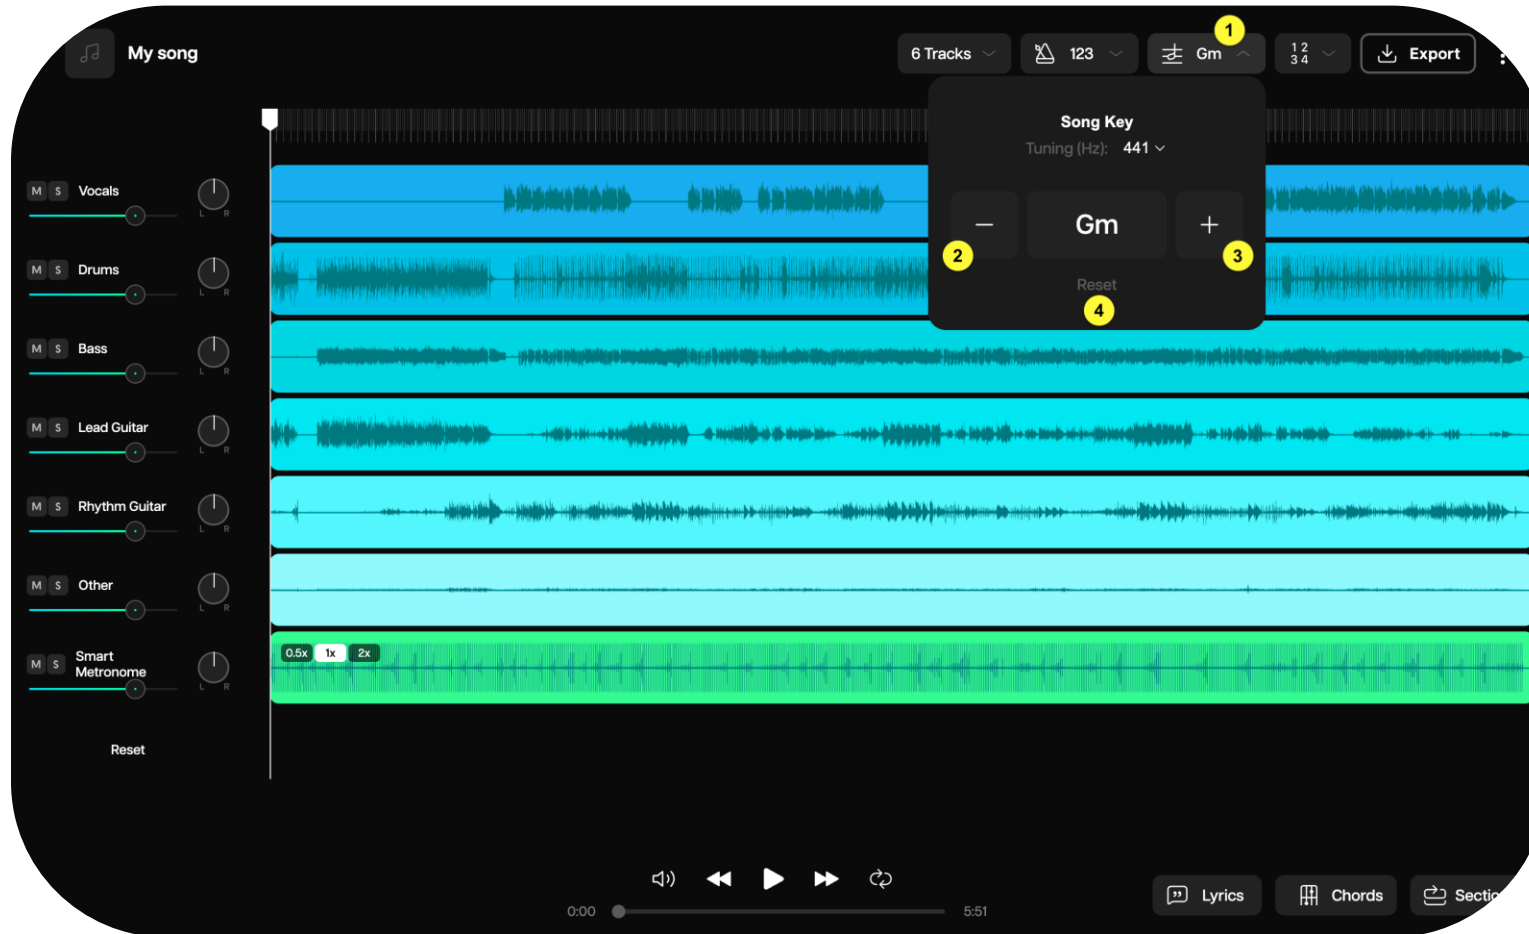 My song
6 Tracks
123
Gm
1 2
3 4
Export
1
Song Key
Tuning (Hz): 441
−
Gm
+
2
3
Reset
4
M S Vocals
L R
M S Drums
L R
M S Bass
L R
M S Lead Guitar
L R
M S Rhythm Guitar
L R
M S Other
L R
M S Smart
Metronome
L R
0.5x 1x 2x
Reset
0:00
5:51
Lyrics
Chords
Sectio